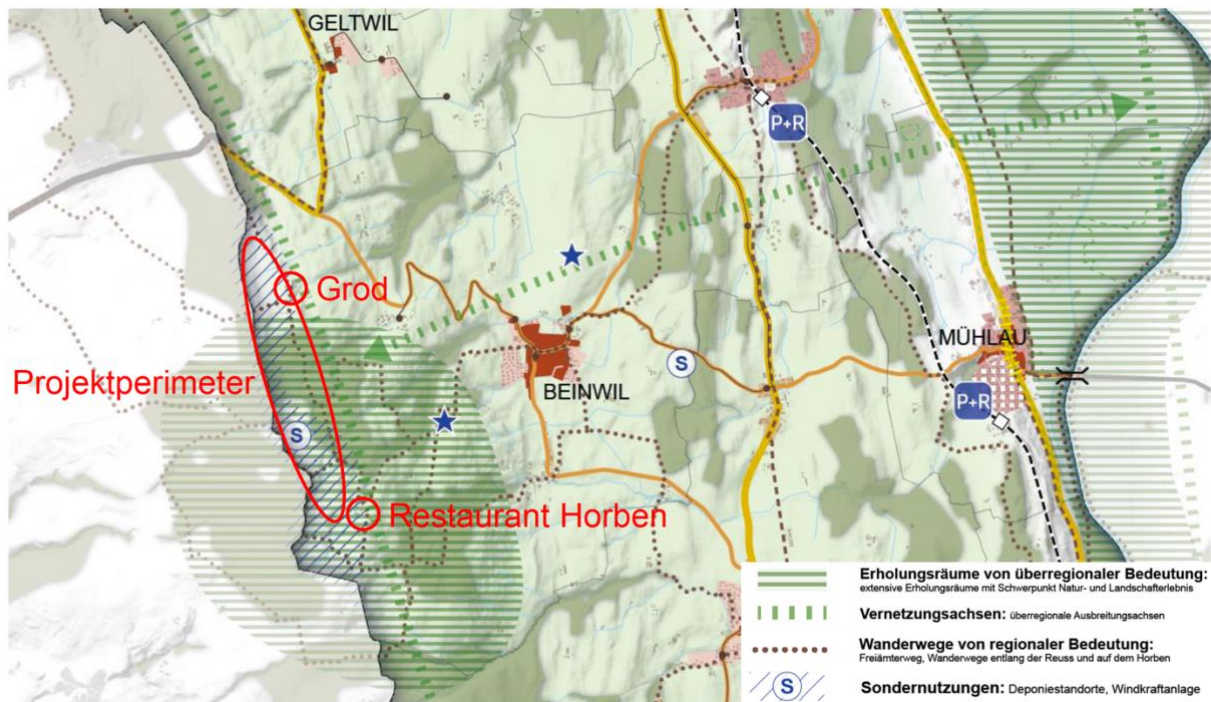 GELTWIL
P+R
Grod
Projektperimeter
MÜHLAU
S
BEINWIL
P+R
S
Restaurant Horben
Erholungsräume von überregionaler Bedeutung:
extensive Erholungsräume mit Schwerpunkt Natur- und Landschafterlebnis
Vernetzungsachsen: überregionale Ausbreitungsachsen
Wanderwege von regionaler Bedeutung:
Freiämterweg, Wanderwege entlang der Reuss und auf dem Horben
S
Sondernutzungen: Deponiestandorte, Windkraftanlage